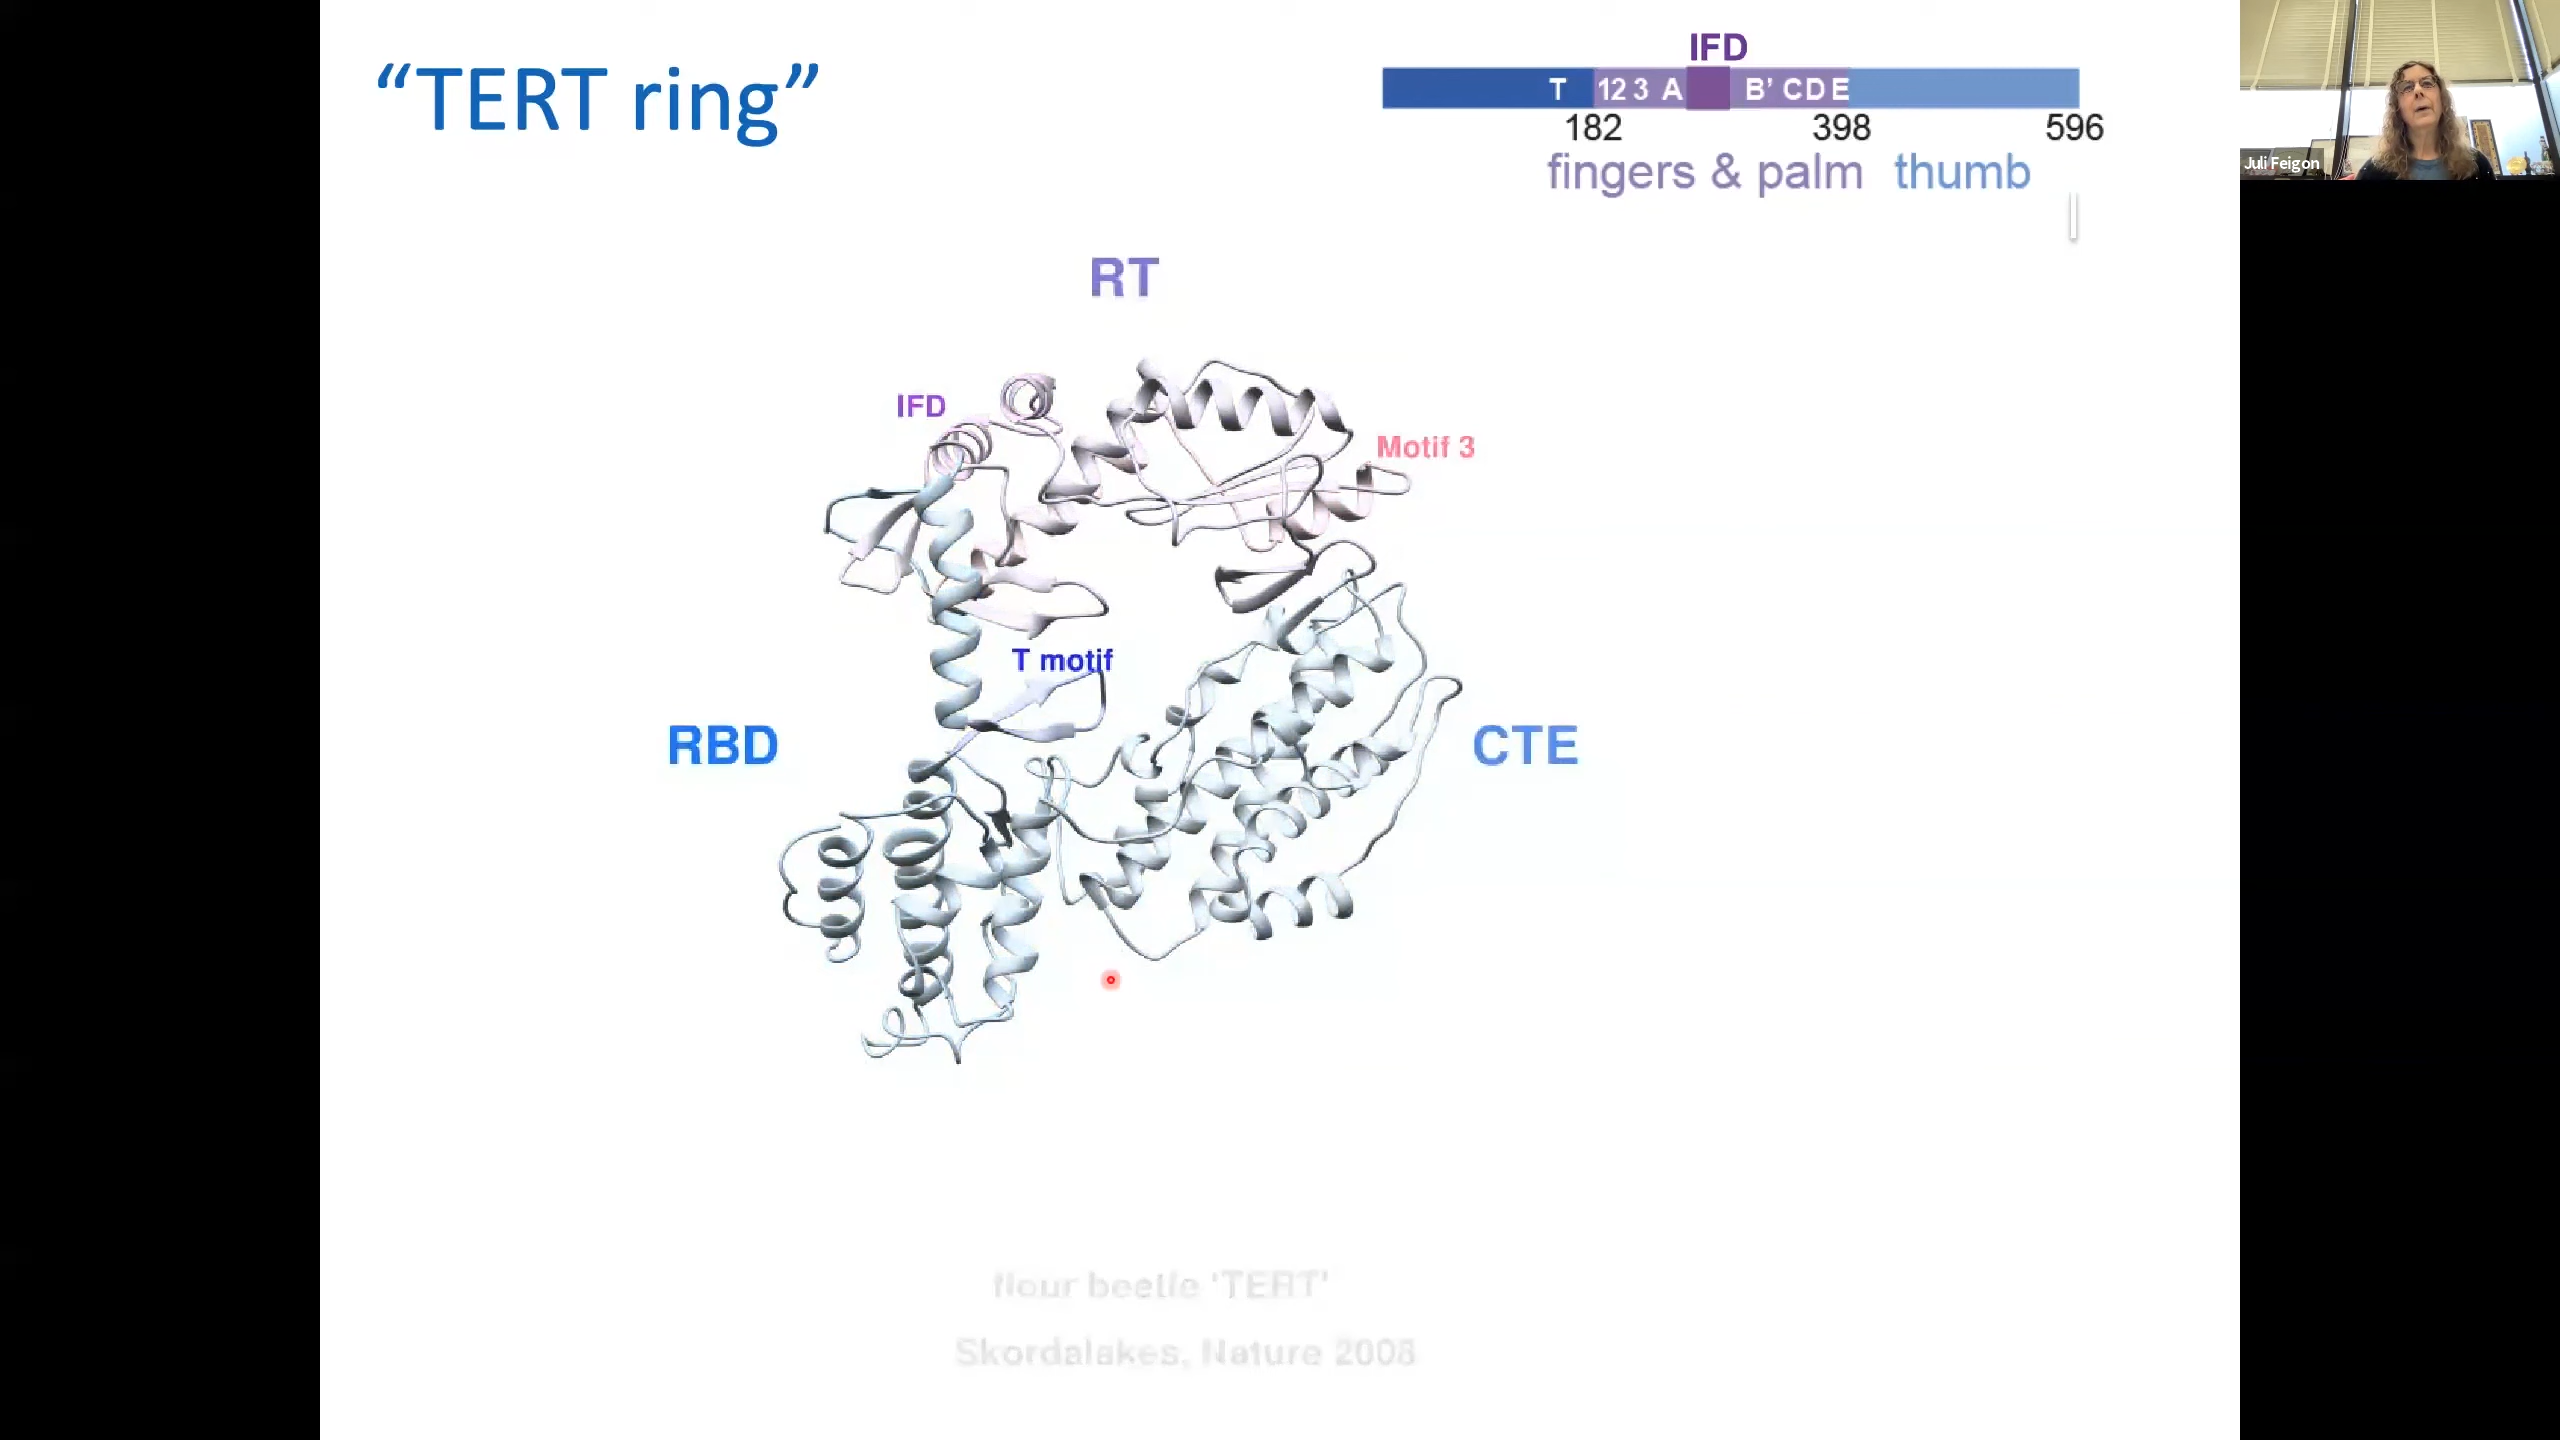 “TERT ring”
IFD
T 123 A B’ CDE
182 398 596
fingers & palm thumb
Juli Feigon
RT
IFD
Motif 3
T motif
RBD
CTE
flour beetle ‘TERT’
Skordalakes, Nature 2008